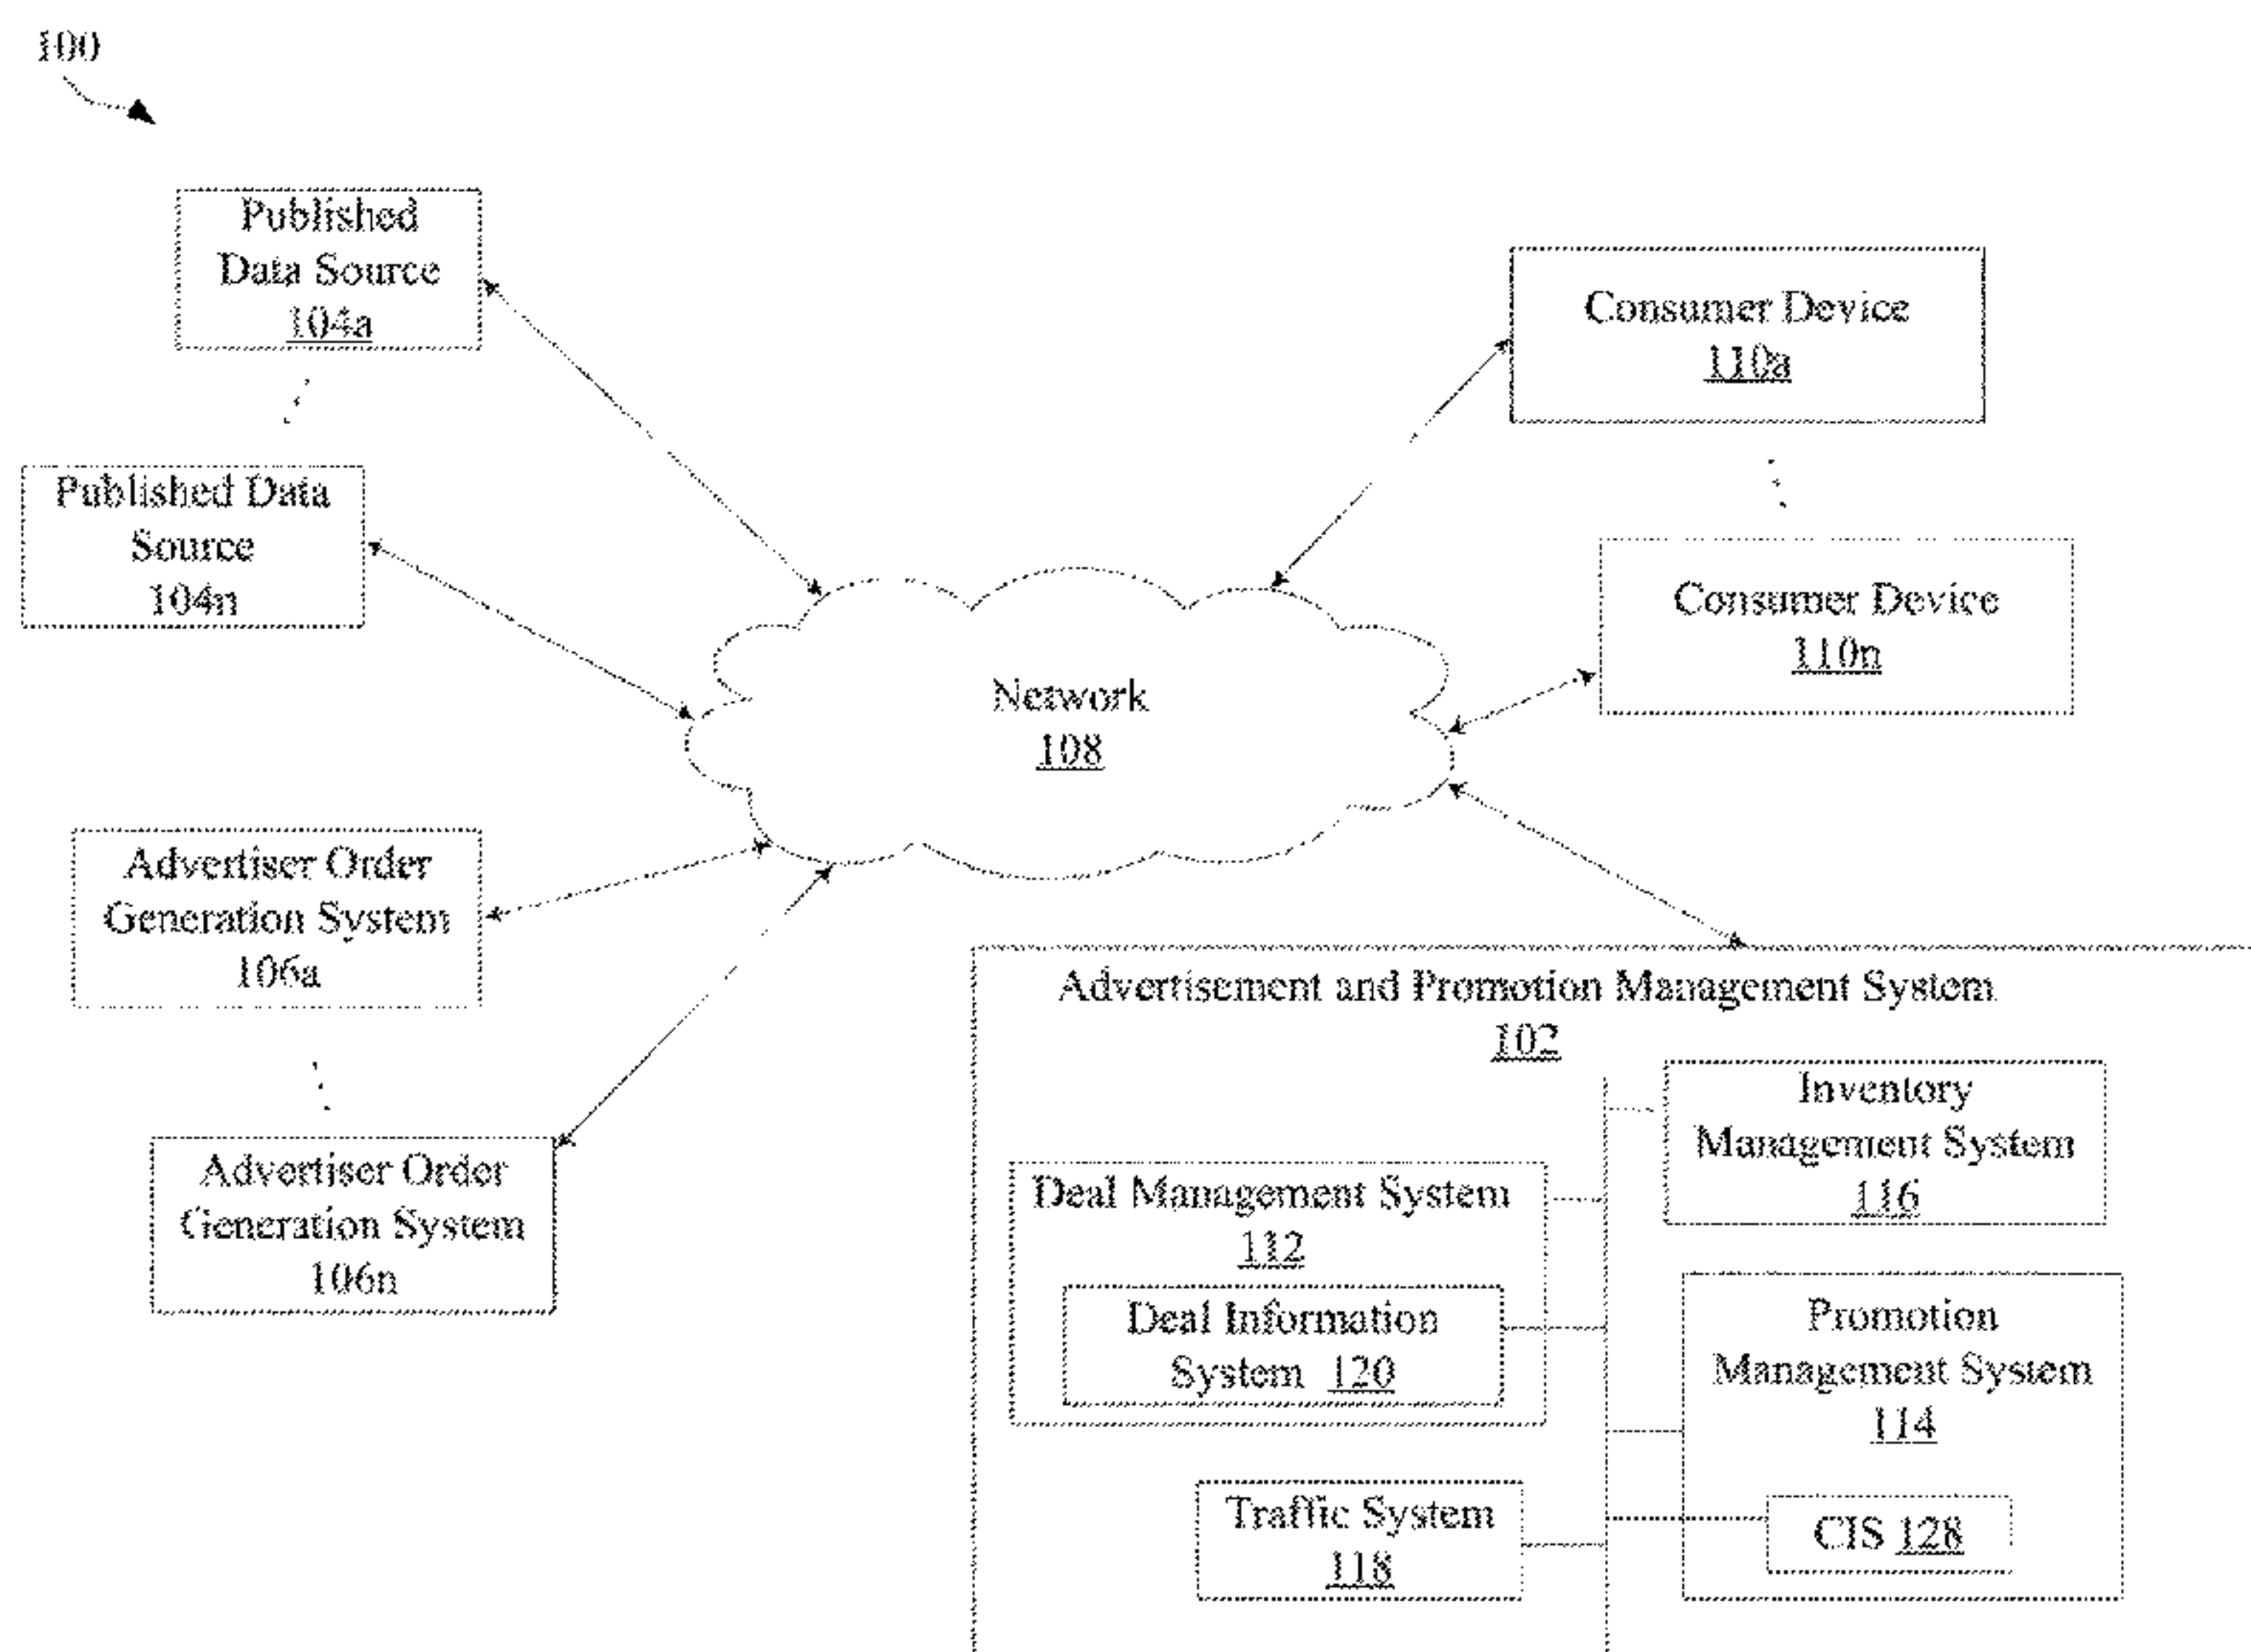 100
Published
Data Source
104a
Published Data
Source
104n
Consumer Device
110a
Consumer Device
110n
Network
108
Advertiser Order
Generation System
106a
Advertiser Order
Generation System
106n
Advertisement and Promotion Management System
102
Deal Management System
112
Deal Information
System 120
Traffic System
118
Inventory
Management System
116
Promotion
Management System
114
CIS 128